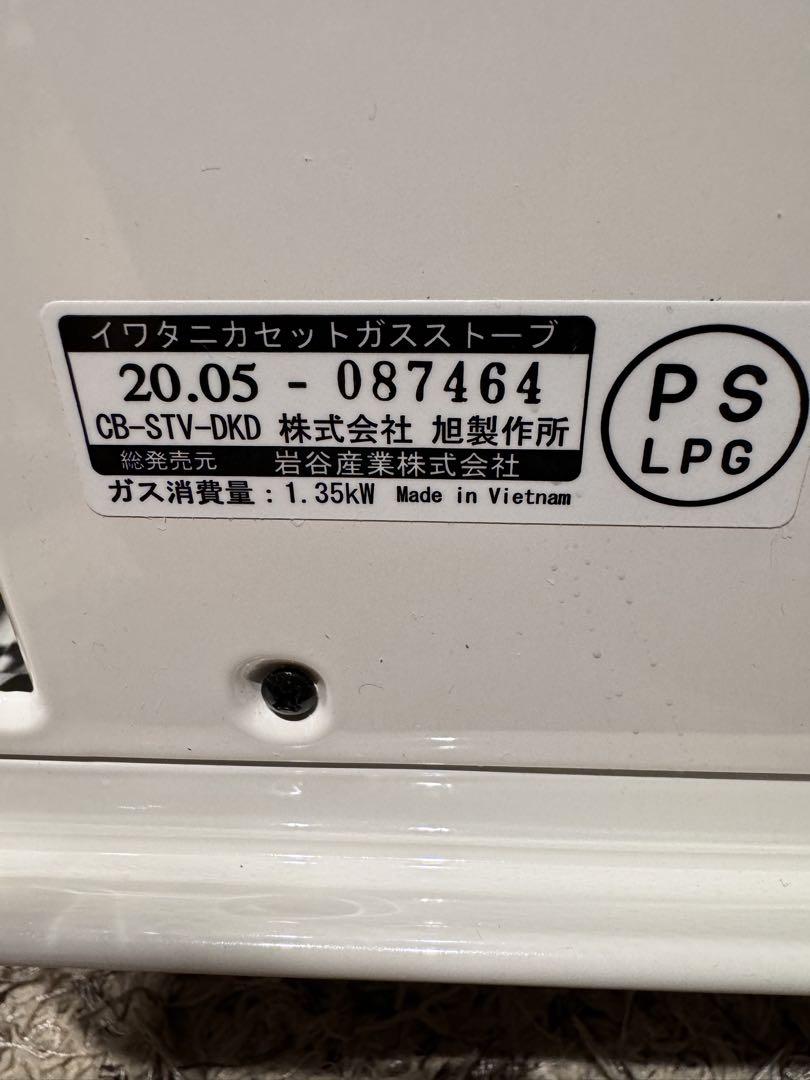 イワタニカセットガスストーブ
20.05 - 087464
CB-STV-DKD 株式会社 旭製作所
総発売元 岩谷産業株式会社
ガス消費量：1.35kW Made in Vietnam
PS
LPG